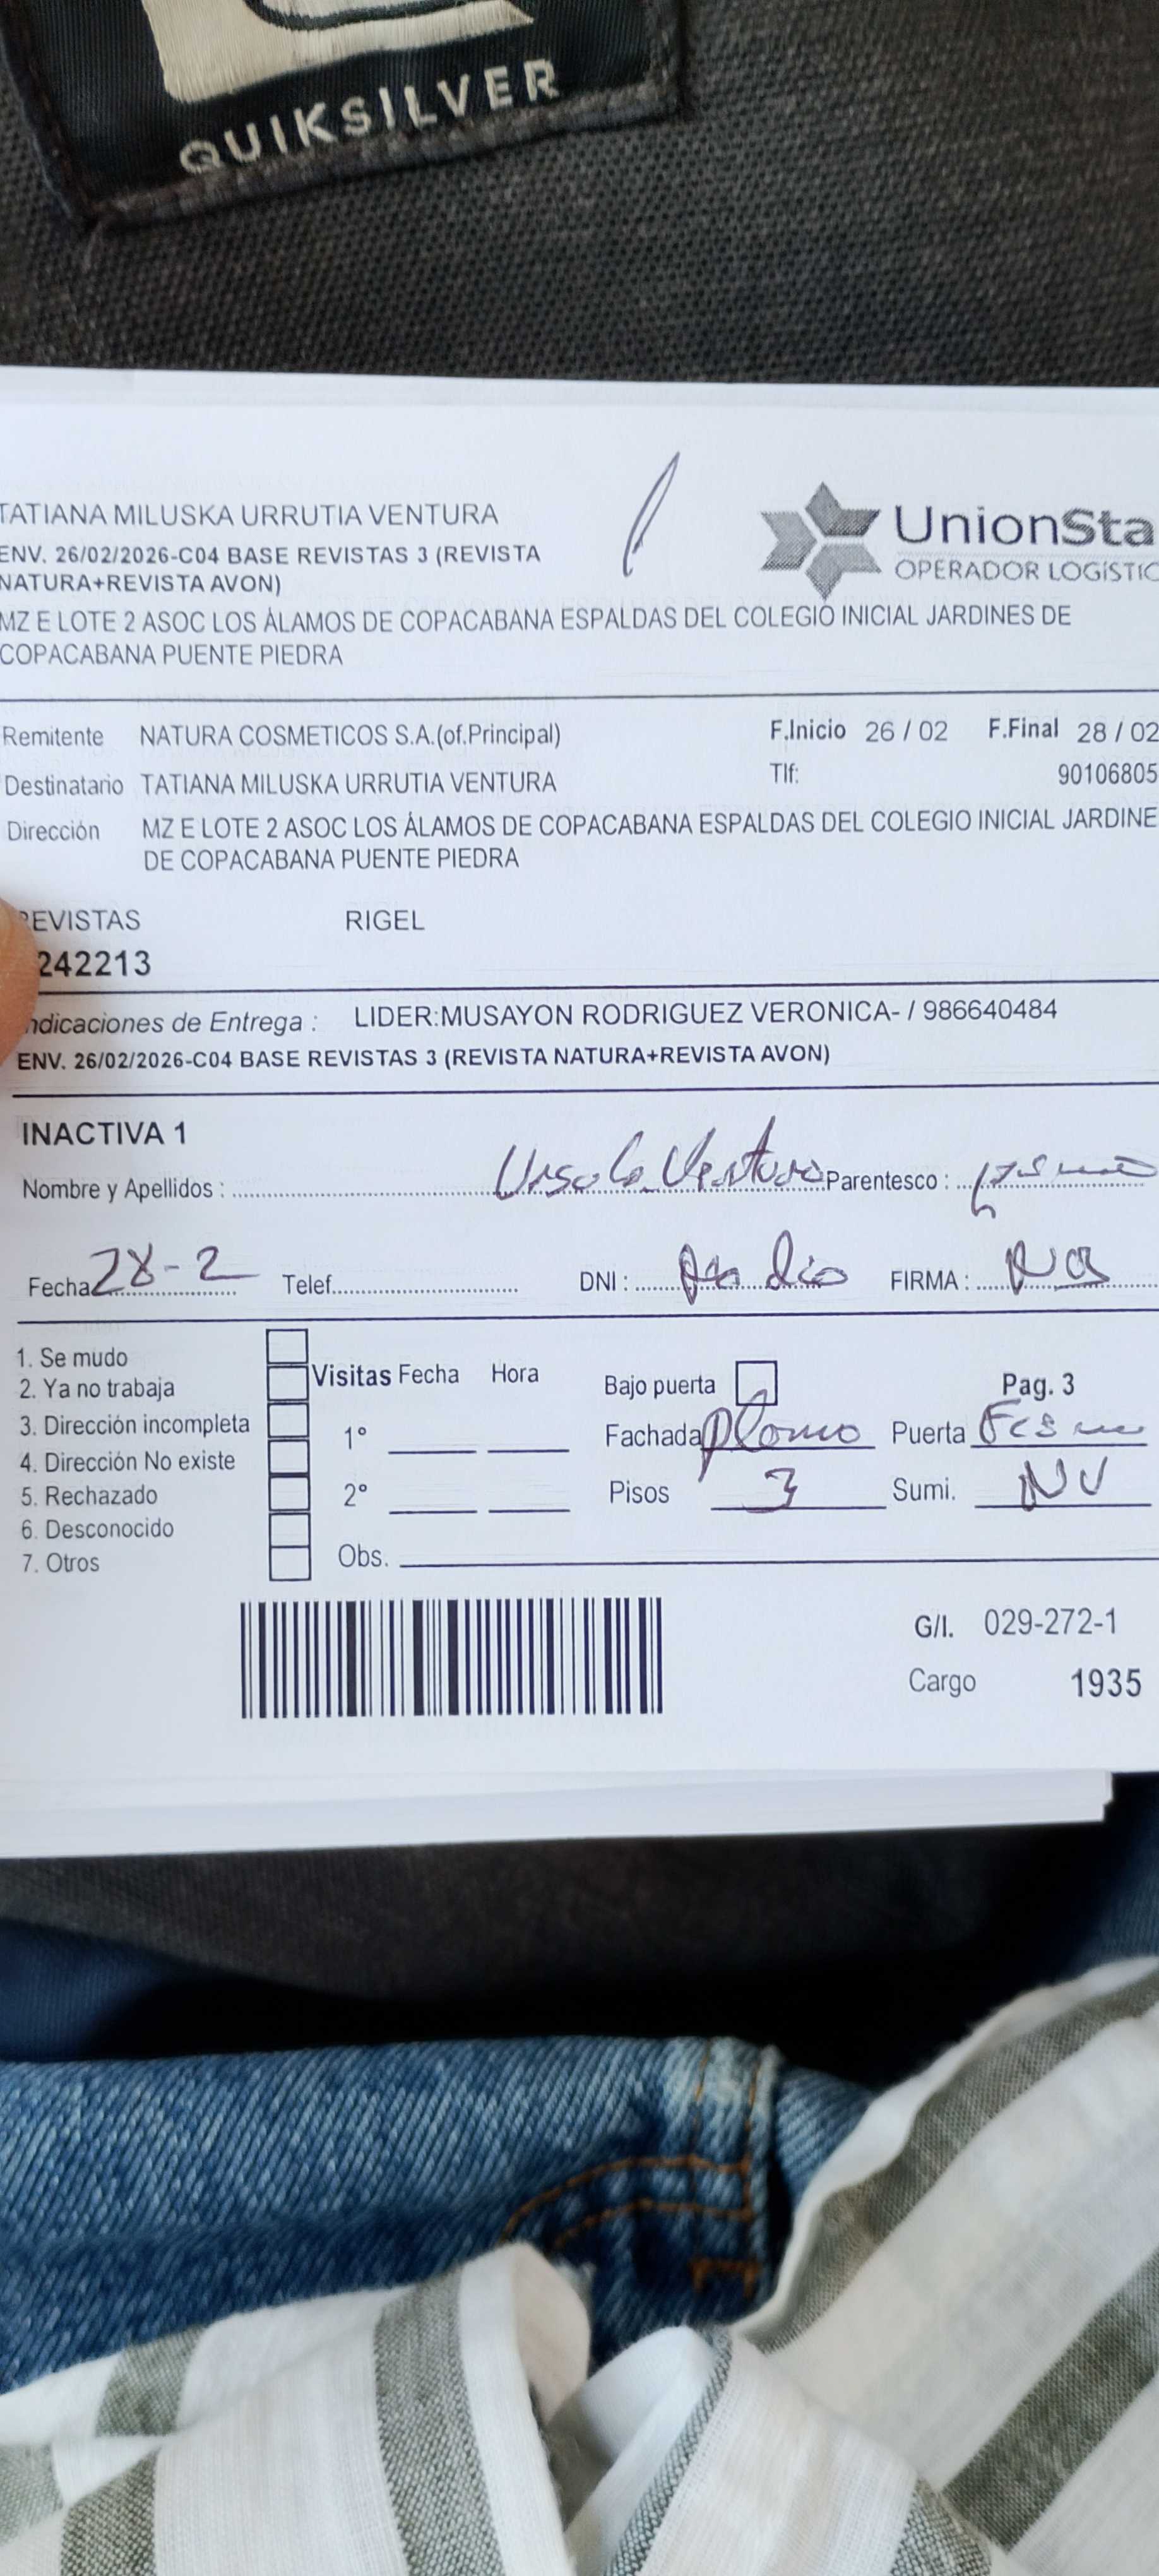 QUIKSILVER
TATIANA MILUSKA URRUTIA VENTURA
ENV. 26/02/2026-C04 BASE REVISTAS 3 (REVISTA
NATURA+REVISTA AVON)
UnionSta
OPERADOR LOGÍSTIC
MZ E LOTE 2 ASOC LOS ÁLAMOS DE COPACABANA ESPALDAS DEL COLEGIO INICIAL JARDINES DE
COPACABANA PUENTE PIEDRA
Remitente NATURA COSMETICOS S.A.(of.Principal) F.Inicio 26 / 02 F.Final 28 / 02
Destinatario TATIANA MILUSKA URRUTIA VENTURA Tlf: 90106805
Dirección MZ E LOTE 2 ASOC LOS ÁLAMOS DE COPACABANA ESPALDAS DEL COLEGIO INICIAL JARDINE
DE COPACABANA PUENTE PIEDRA
REVISTAS RIGEL
242213
ndicaciones de Entrega : LIDER:MUSAYON RODRIGUEZ VERONICA- / 986640484
ENV. 26/02/2026-C04 BASE REVISTAS 3 (REVISTA NATURA+REVISTA AVON)
INACTIVA 1
Nombre y Apellidos : Ursula Ventura Parentesco :
Fecha 28-2 Telef. DNI : FIRMA :
1. Se mudo
2. Ya no trabaja
3. Dirección incompleta
4. Dirección No existe
5. Rechazado
6. Desconocido
7. Otros
Visitas Fecha Hora
1°
2°
Obs.
Bajo puerta Pag. 3
Fachada Plomo Puerta
Pisos 3 Sumi. NV
G/I. 029-272-1
Cargo 1935